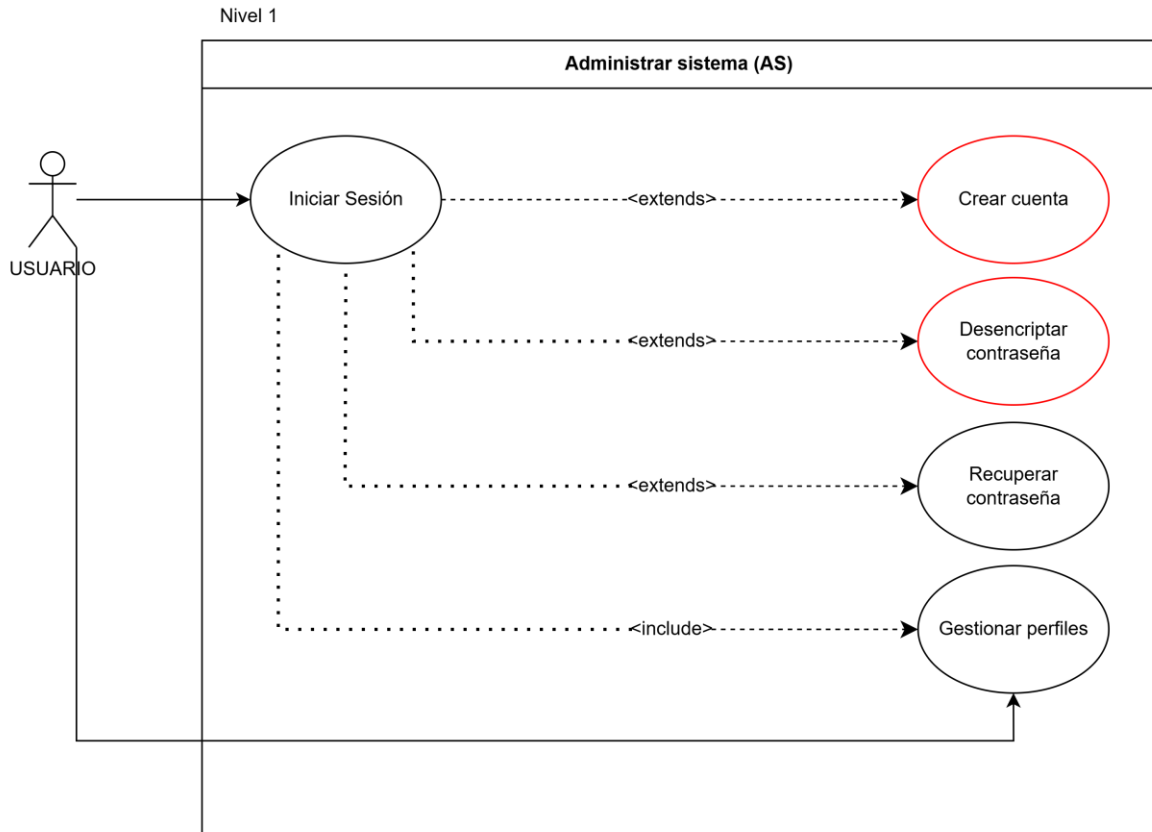 Nivel 1
Administrar sistema (AS)
USUARIO
Iniciar Sesión
<extends>
Crear cuenta
<extends>
Desencriptar
contraseña
<extends>
Recuperar
contraseña
<include>
Gestionar perfiles